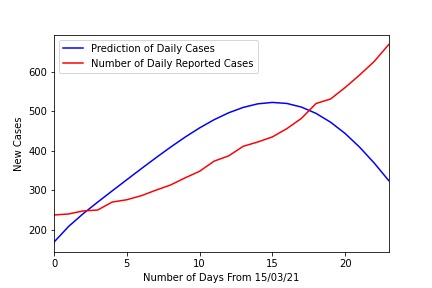 Prediction of Daily Cases
Number of Daily Reported Cases
600
500
400
300
200
New Cases
0 5 10 15 20
Number of Days From 15/03/21